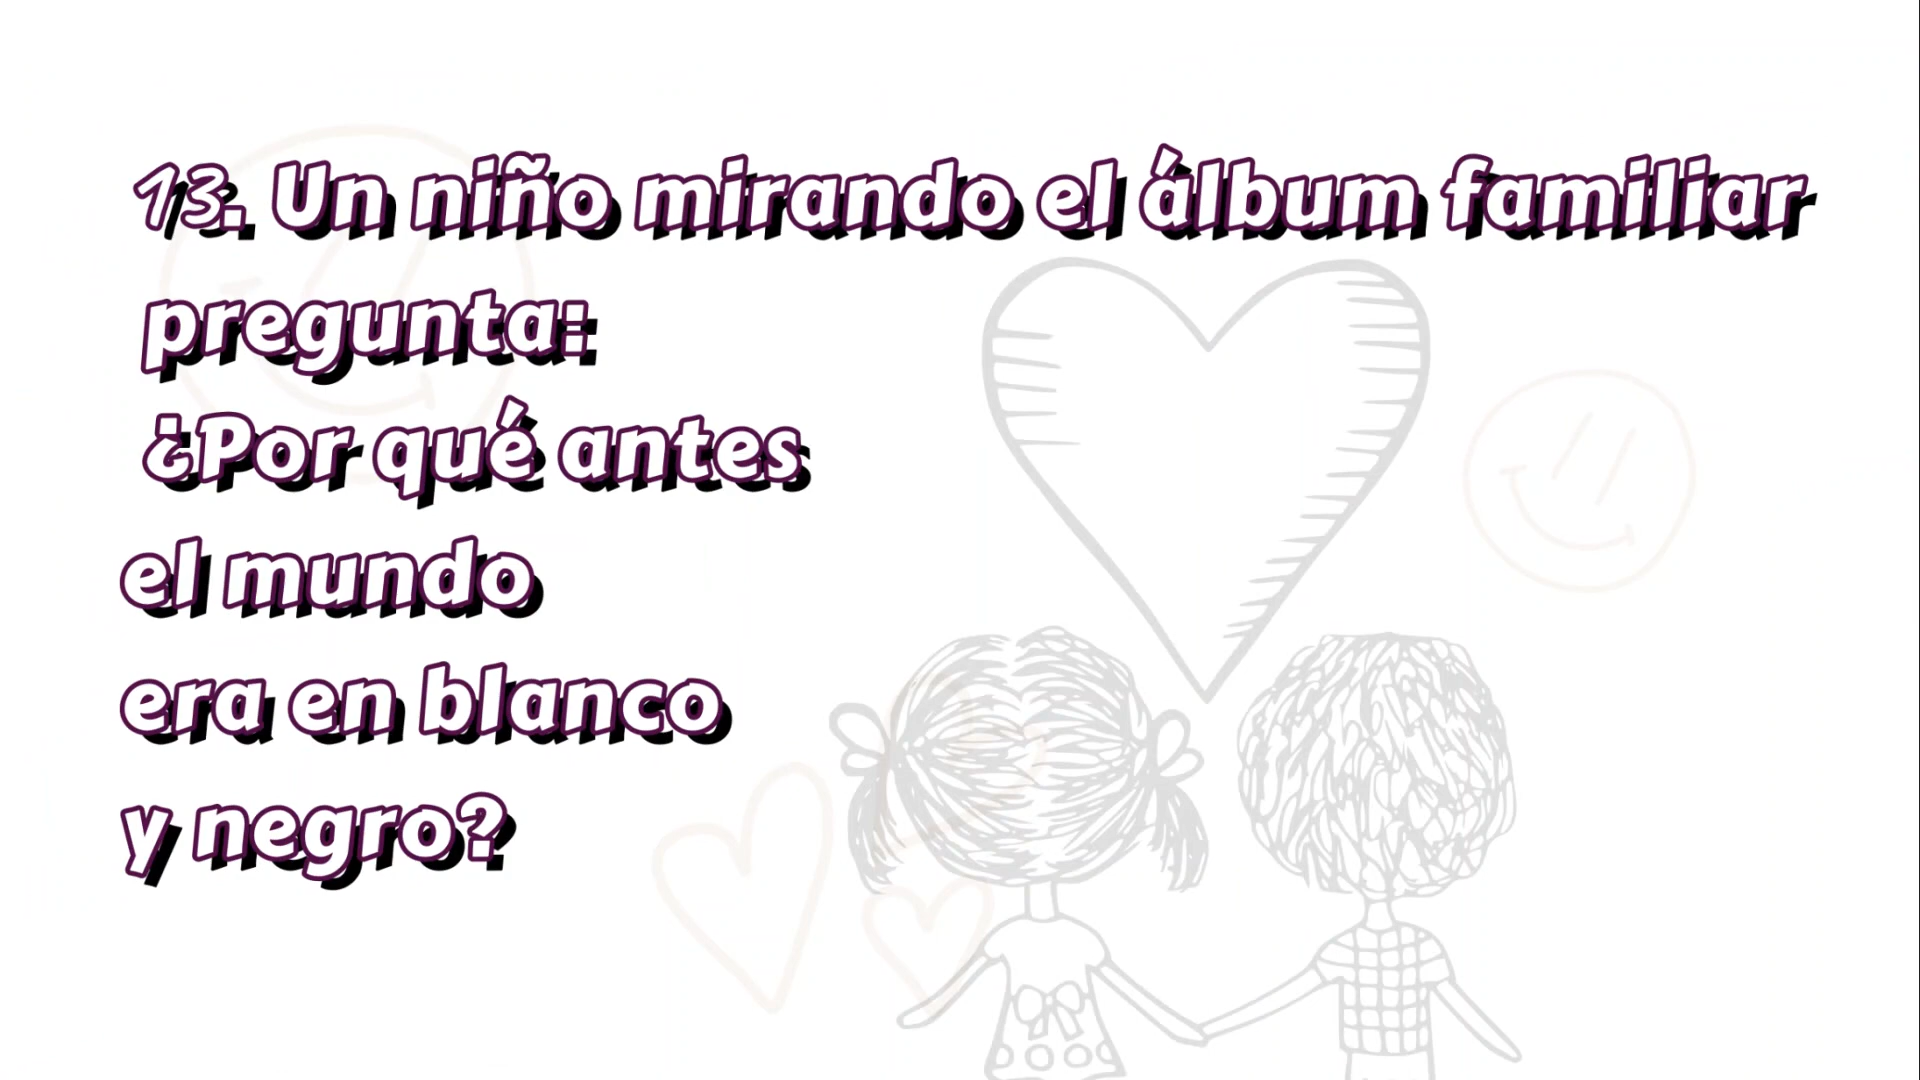 13. Un niño mirando el álbum familiar
pregunta:
¿Por qué antes
el mundo
era en blanco
y negro?